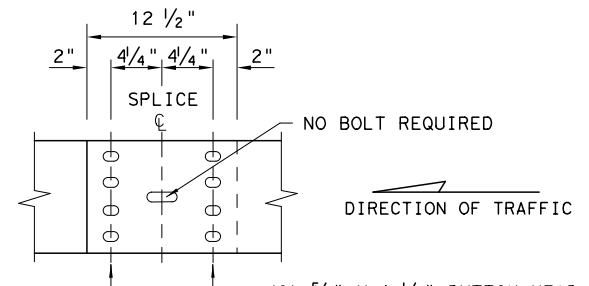 12 1/2"
2" 4 1/4" 4 1/4" 2"
SPLICE
℄
NO BOLT REQUIRED
DIRECTION OF TRAFFIC